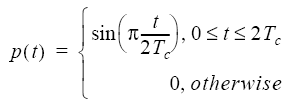 p(t) = { sin(π t/2T_c), 0 ≤ t ≤ 2T_c
0, otherwise